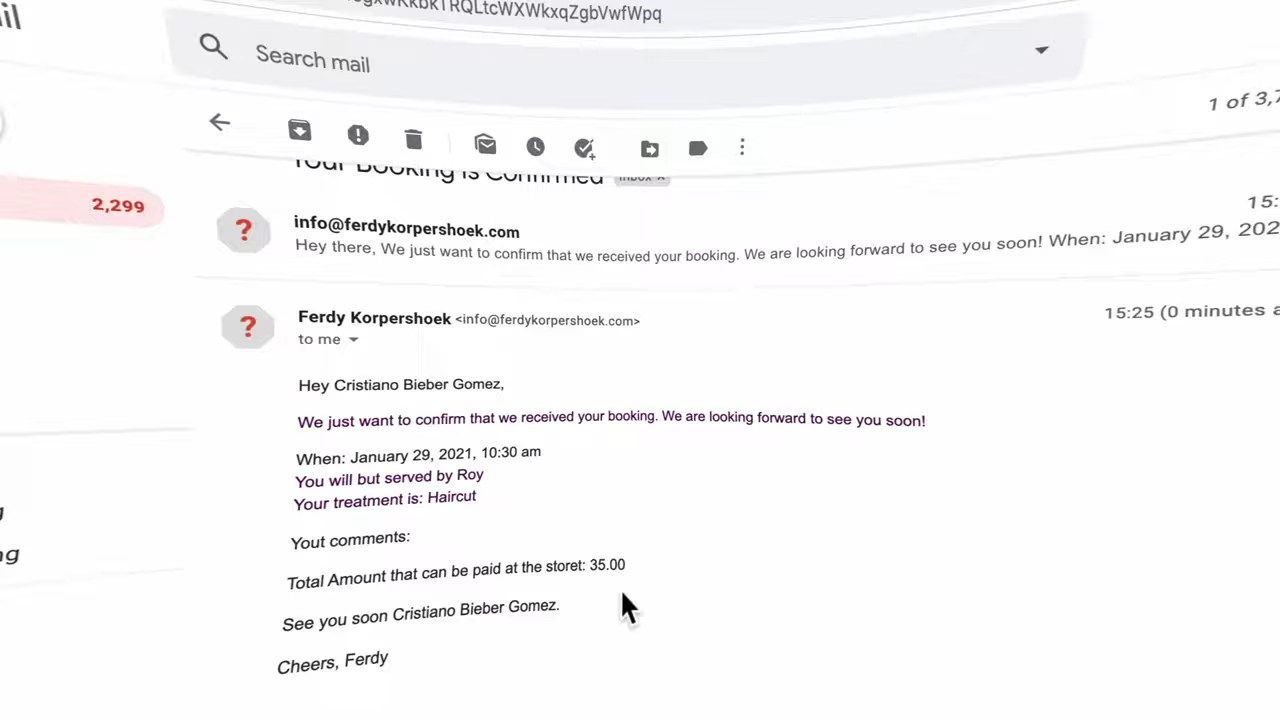 Search mail
1 of 3,7
Your Booking is Confirmed
Inbox
2,299
15:
info@ferdykorpershoek.com
Hey there, We just want to confirm that we received your booking. We are looking forward to see you soon! When: January 29, 202
Ferdy Korpershoek <info@ferdykorpershoek.com>
15:25 (0 minutes a
to me
Hey Cristiano Bieber Gomez,
We just want to confirm that we received your booking. We are looking forward to see you soon!
When: January 29, 2021, 10:30 am
You will but served by Roy
Your treatment is: Haircut
Yout comments:
Total Amount that can be paid at the storet: 35.00
See you soon Cristiano Bieber Gomez.
Cheers, Ferdy